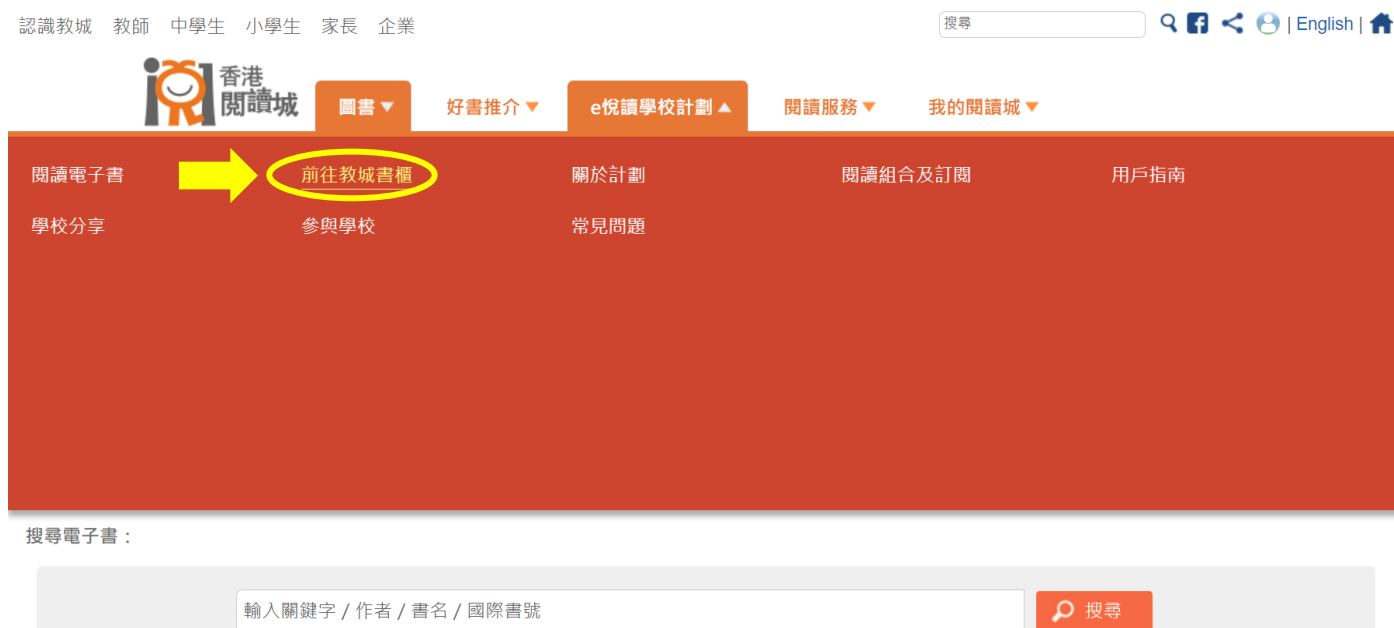 認識教城 教師 中學生 小學生 家長 企業 搜尋 | English |
香港
閱讀城 圖書▼ 好書推介▼ e悅讀學校計劃▲ 閱讀服務▼ 我的閱讀城▼
閱讀電子書 前往教城書櫃 關於計劃 閱讀組合及訂閱 用戶指南
學校分享 參與學校 常見問題
搜尋電子書：
輸入關鍵字 / 作者 / 書名 / 國際書號 搜尋